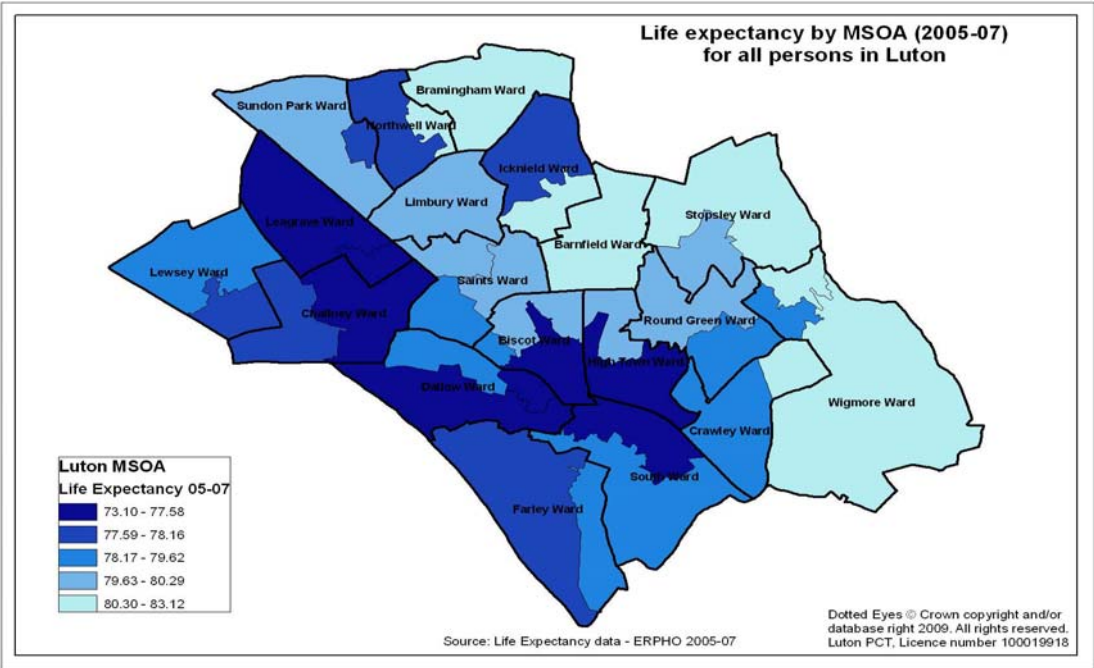 Life expectancy by MSOA (2005-07)
for all persons in Luton
Bramingham Ward
Sundon Park Ward
Northwell Ward
Icknield Ward
Limbury Ward
Leagrave Ward
Stopsley Ward
Barnfield Ward
Lewsey Ward
Saints Ward
Challney Ward
Round Green Ward
Biscot Ward
High Town Ward
Dallow Ward
Wigmore Ward
Crawley Ward
South Ward
Farley Ward
Luton MSOA
Life Expectancy 05-07
73.10 - 77.58
77.59 - 78.16
78.17 - 79.62
79.63 - 80.29
80.30 - 83.12
Source: Life Expectancy data - ERPHO 2005-07
Dotted Eyes © Crown copyright and/or
database right 2009. All rights reserved.
Luton PCT, Licence number 100019918